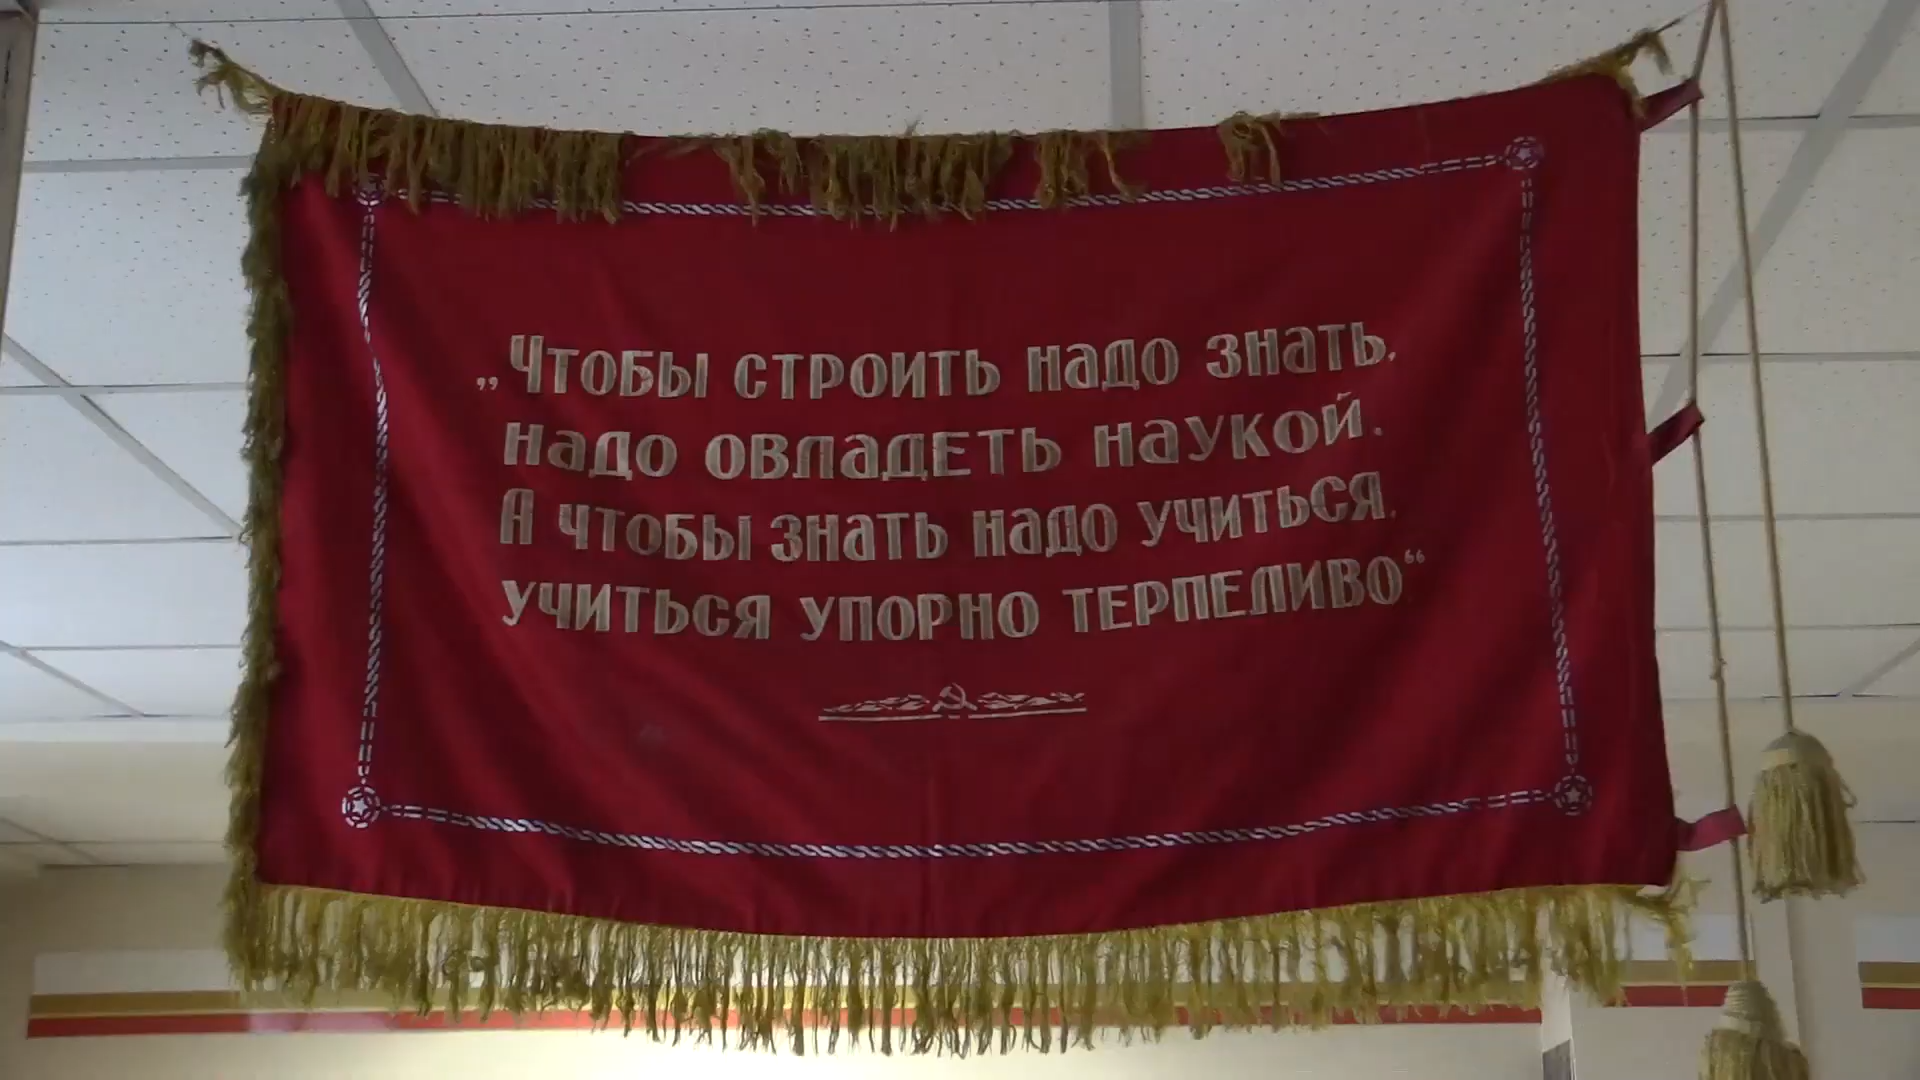 „Чтобы строить надо знать,
надо овладеть наукой.
А чтобы знать надо учиться.
учиться упорно терпеливо“